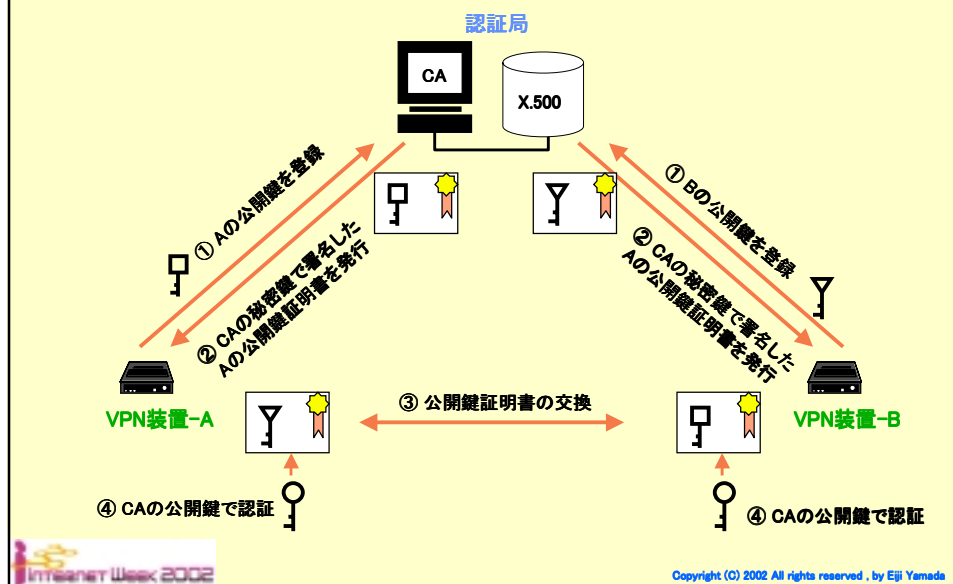 認証局
CA
X.500
① Aの公開鍵を登録
② CAの秘密鍵で署名した
Aの公開鍵証明書を発行
① Bの公開鍵を登録
② CAの秘密鍵で署名した
Aの公開鍵証明書を発行
VPN装置-A
③ 公開鍵証明書の交換
VPN装置-B
④ CAの公開鍵で認証
④ CAの公開鍵で認証
INTERNET Week 2002
Copyright (C) 2002 All rights reserved , by Eiji Yamada